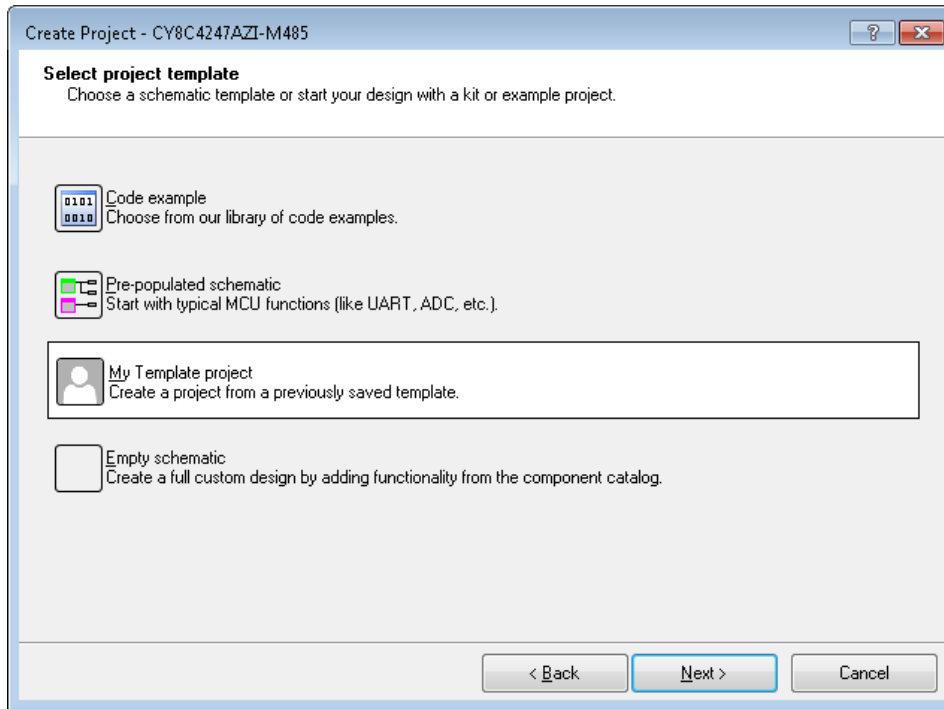 Create Project - CY8C4247AZI-M485
Select project template
Choose a schematic template or start your design with a kit or example project.
0101
0010
Code example
Choose from our library of code examples.
Pre-populated schematic
Start with typical MCU functions (like UART, ADC, etc.).
My Template project
Create a project from a previously saved template.
Empty schematic
Create a full custom design by adding functionality from the component catalog.
< Back
Next >
Cancel